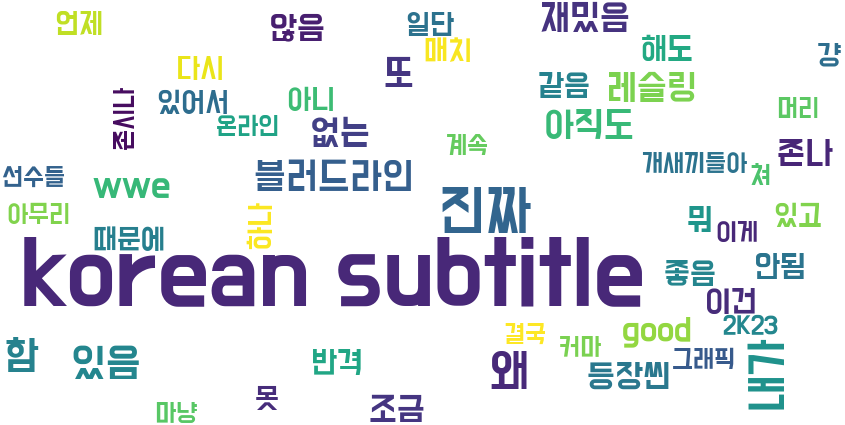 언제
않음
일단
재밌음
매치
해도
걍
다시
또
같음
레슬링
있어서
아니
머리
존시나
온라인
없는
아직도
계속
존나
선수들
wwe
블러드라인
진짜
개새끼들아
쳐
아무리
때문에
하나
뭐
이게
있고
korean subtitle
좋음
안됨
이건
함
있음
반격
결국
커마
good
2K23
왜
등장씬
그래픽
내가
마냥
못
조금